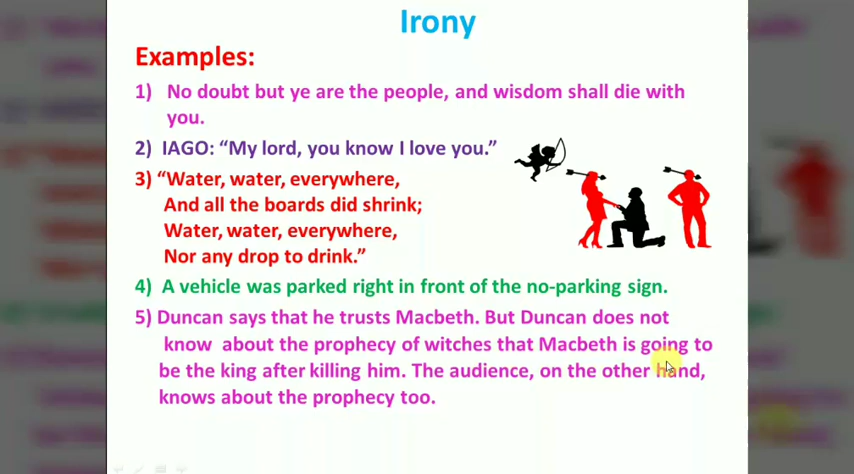 Irony
Examples:
1) No doubt but ye are the people, and wisdom shall die with
you.
2) IAGO: “My lord, you know I love you.”
3) “Water, water, everywhere,
And all the boards did shrink;
Water, water, everywhere,
Nor any drop to drink.”
4) A vehicle was parked right in front of the no-parking sign.
5) Duncan says that he trusts Macbeth. But Duncan does not
know about the prophecy of witches that Macbeth is going to
be the king after killing him. The audience, on the other hand,
knows about the prophecy too.